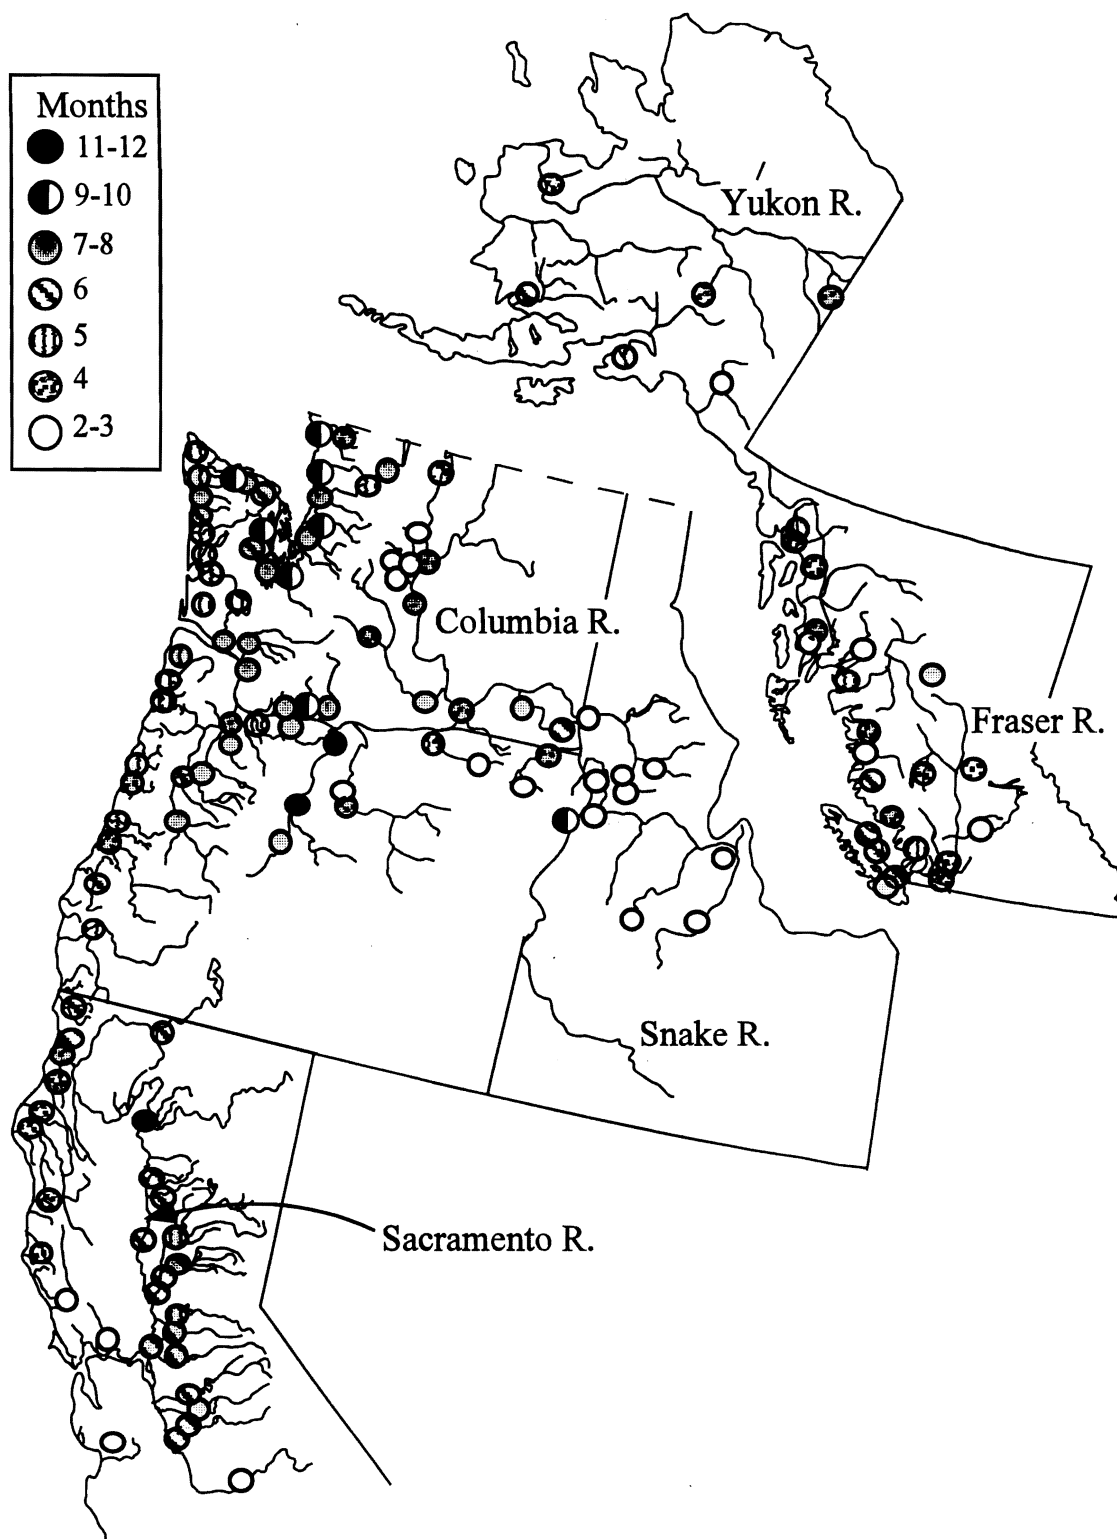 Months
11-12
9-10
7-8
6
5
4
2-3
Yukon R.
Columbia R.
Fraser R.
Snake R.
Sacramento R.